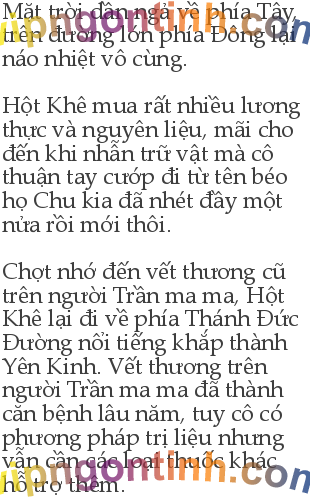 Mặt trời dần ngả về phía Tây,
trên đường lớn phía Đông lại
náo nhiệt vô cùng.
Hột Khê mua rất nhiều lương
thực và nguyên liệu, mãi cho
đến khi nhẫn trữ vật mà cô
thuận tay cướp đi từ tên béo
họ Chu kia đã nhét đầy một
nửa rồi mới thôi.
Chợt nhớ đến vết thương cũ
trên người Trần ma ma, Hột
Khê lại đi về phía Thánh Đức
Đường nổi tiếng khắp thành
Yên Kinh. Vết thương trên
người Trần ma ma đã thành
căn bệnh lâu năm, tuy cô có
phương pháp trị liệu nhưng
vẫn cần các loại thuốc khác
hỗ trợ thêm.